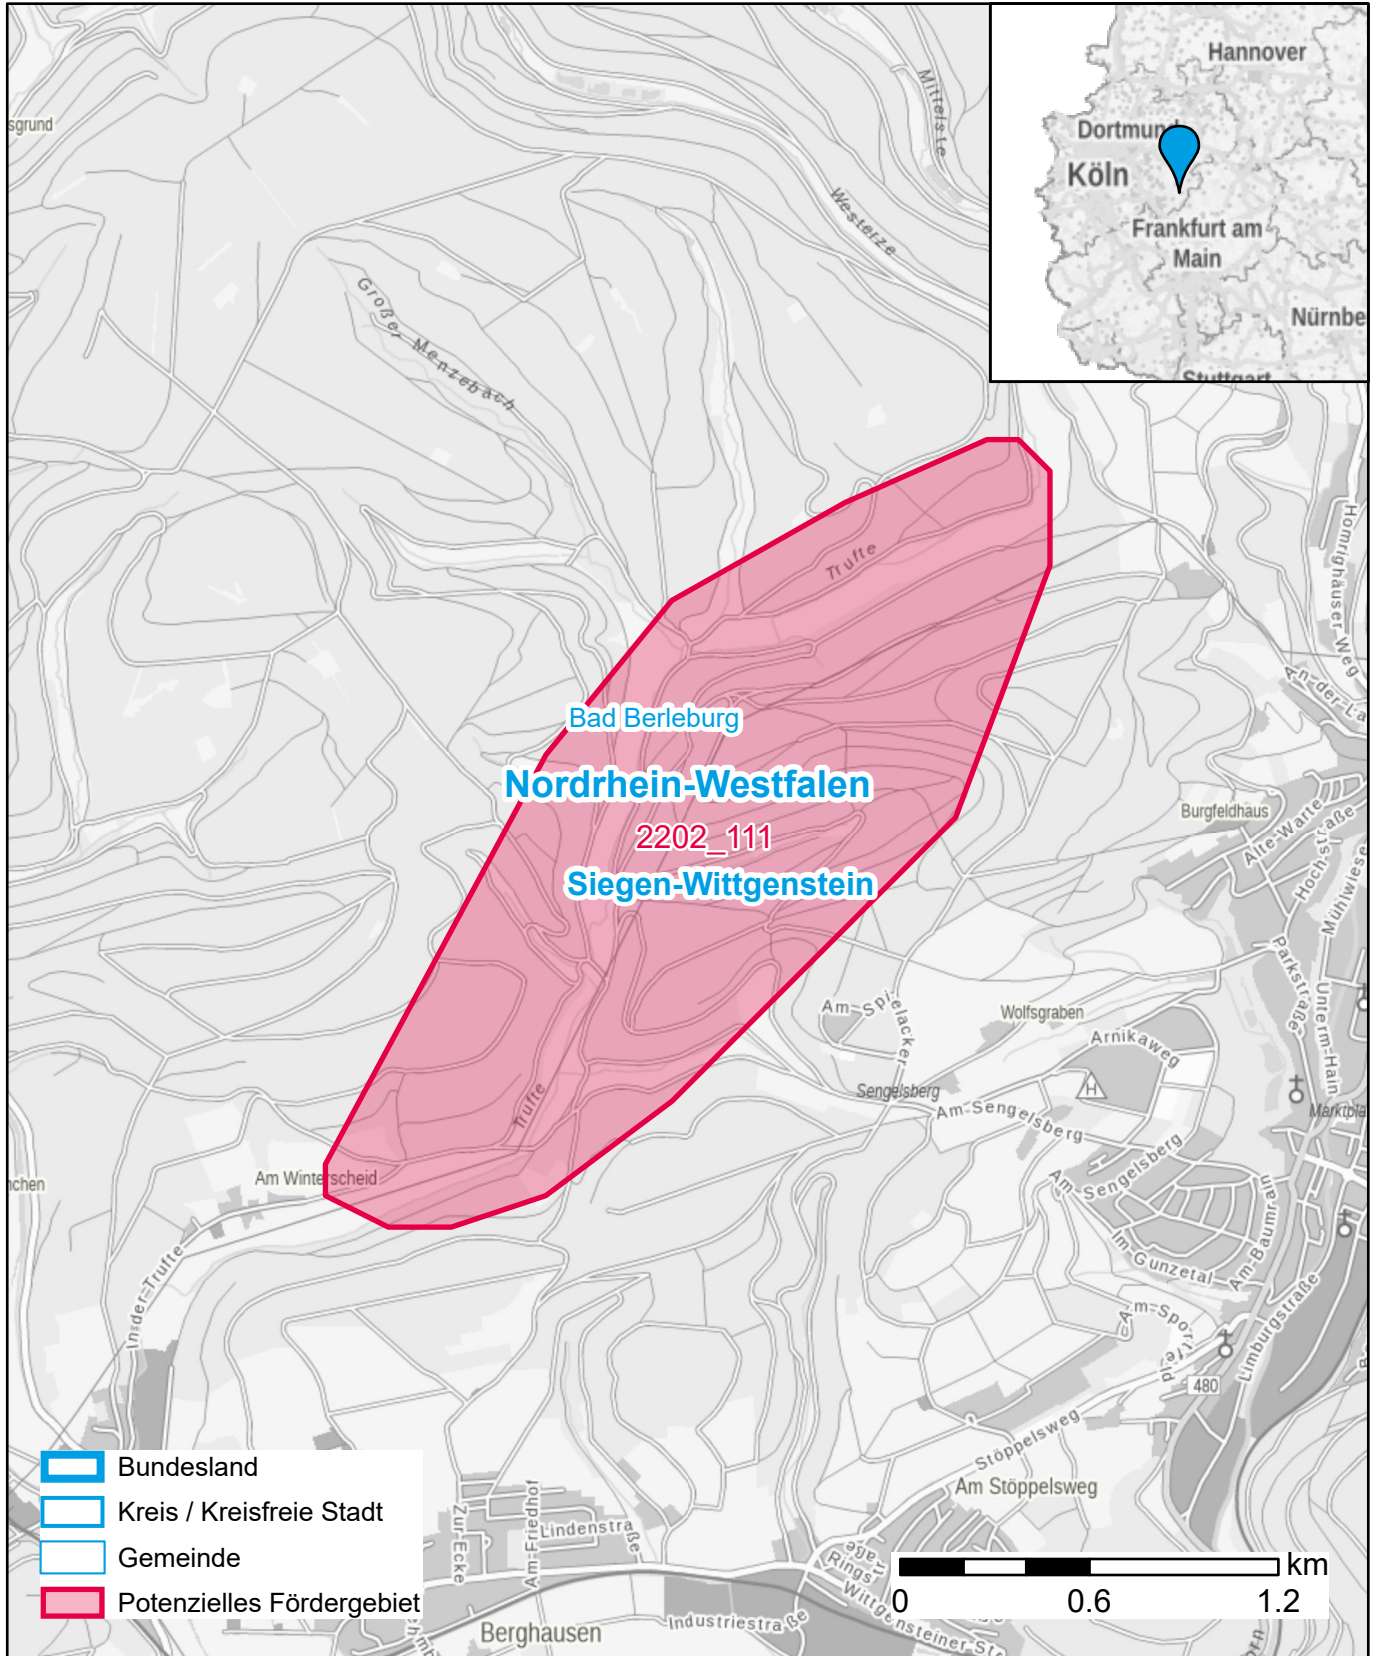 Hannover
Dortmund
Köln
Frankfurt am
Main
Nürnbe
Stuttgart
sgrund
Mittelste
Westerze
Großer Menzebach
Trufte
Homrighäuser Weg
An-der-La
Bad Berleburg
Nordrhein-Westfalen
2202_111
Siegen-Wittgenstein
Burgfeldhaus
Alte-Warte
Hoch-straße
Mühlwiese
Parkstraße
Unterm-Hain
Am-Spielacker
Wolfsgraben
Arnikaweg
Sengelsberg
H
Am-Sengelsberg
Marktpla
Trufte
Am Winterscheid
nchen
Am-Sengelsberg
Am-Baumrain
Im-Gunzetal
In-der-Trufte
Am-Sportfeld
Limburgstraße
480
Stöppelsweg
Am Stöppelsweg
Bundesland
Kreis / Kreisfreie Stadt
Gemeinde
Potenzielles Fördergebiet
Zur-Ecke
Am-Friedhof
Lindenstraße
Ringstraße
Wittgensteiner-St
Industriestraße
Berghausen
km
0 0.6 1.2